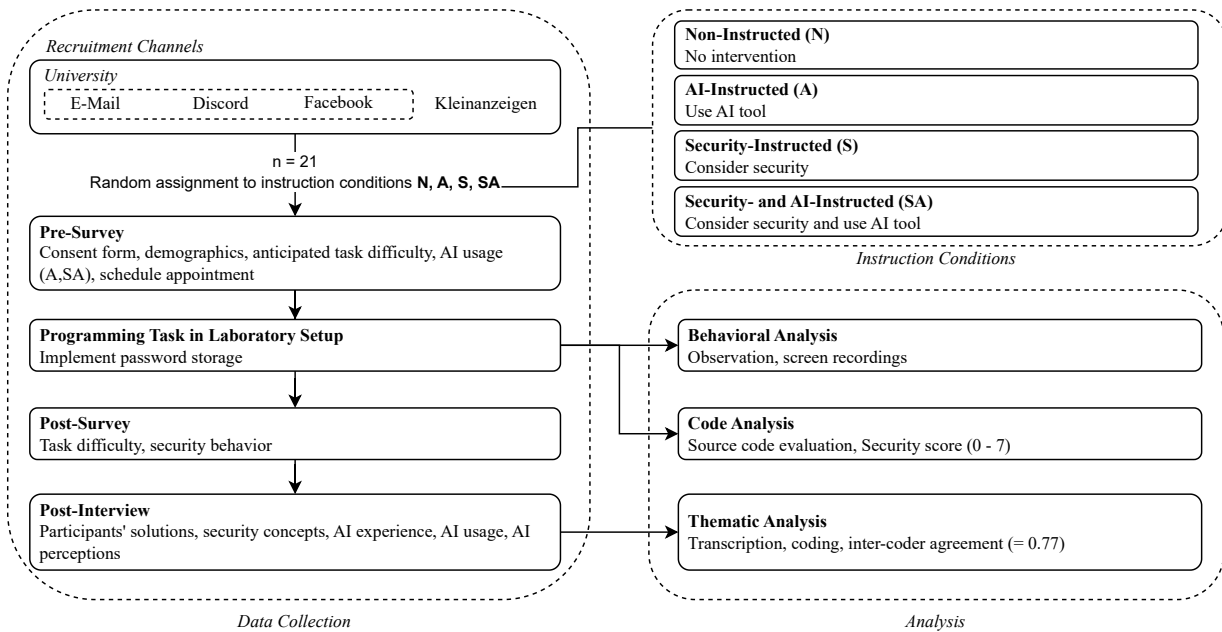 Recruitment Channels
University
E-Mail Discord Facebook Kleinanzeigen
n = 21
Random assignment to instruction conditions N, A, S, SA
Pre-Survey
Consent form, demographics, anticipated task difficulty, AI usage
(A,SA), schedule appointment
Programming Task in Laboratory Setup
Implement password storage
Post-Survey
Task difficulty, security behavior
Post-Interview
Participants' solutions, security concepts, AI experience, AI usage, AI
perceptions
Data Collection
Non-Instructed (N)
No intervention
AI-Instructed (A)
Use AI tool
Security-Instructed (S)
Consider security
Security- and AI-Instructed (SA)
Consider security and use AI tool
Instruction Conditions
Behavioral Analysis
Observation, screen recordings
Code Analysis
Source code evaluation, Security score (0 - 7)
Thematic Analysis
Transcription, coding, inter-coder agreement (= 0.77)
Analysis